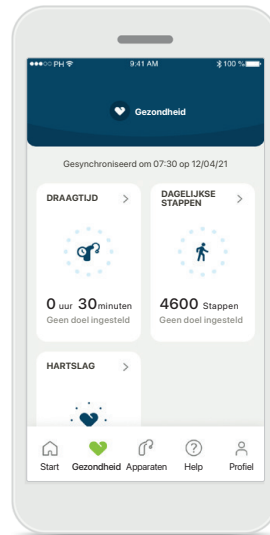 PH 9:41 AM 100 %
Gezondheid
Gesynchroniseerd om 07:30 op 12/04/21
DRAAGTIJD
0 uur 30 minuten
Geen doel ingesteld
DAGELIJKSE
STAPPEN
4600 Stappen
Geen doel ingesteld
HARTSLAG
Start Gezondheid Apparaten Help Profiel